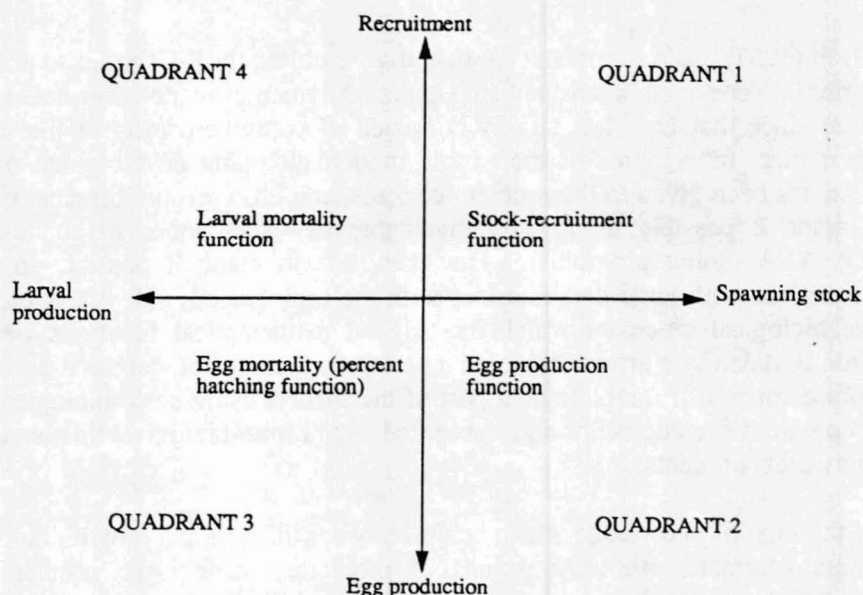 Recruitment
QUADRANT 4
QUADRANT 1
Larval mortality
function
Stock-recruitment
function
Larval
production
Spawning stock
Egg mortality (percent
hatching function)
Egg production
function
QUADRANT 3
QUADRANT 2
Egg production